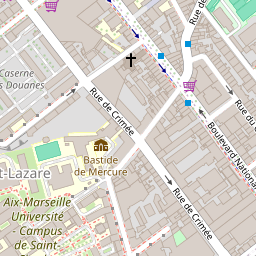 Rue de
Caserne
s Douanes
Rue de Crimée
Rue du
Boulevard National
Bastide
de Mercure
t-Lazare
Rue de Crimée
Aix-Marseille
Université
- Campus
de Saint-